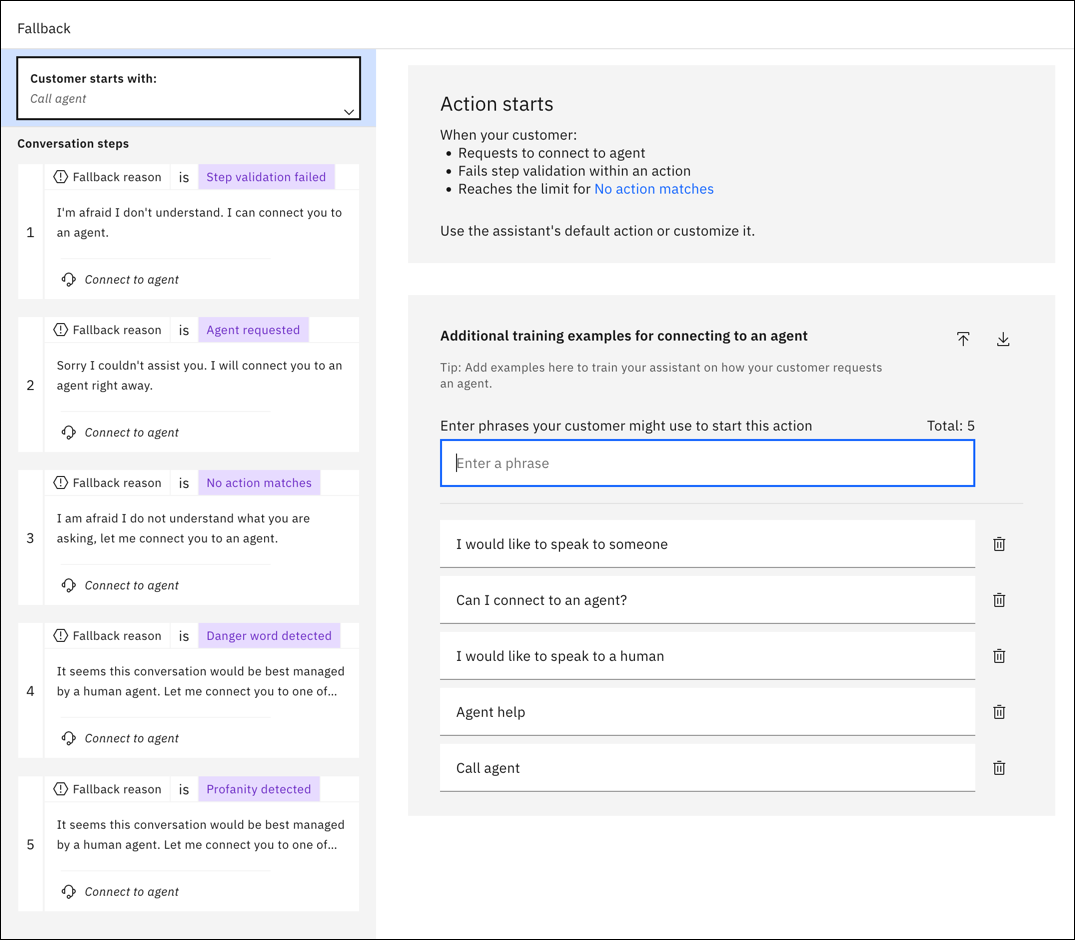 Fallback
Customer starts with:
Call agent
Conversation steps
1
Fallback reason is Step validation failed
I'm afraid I don't understand. I can connect you to
an agent.
Connect to agent
2
Fallback reason is Agent requested
Sorry I couldn't assist you. I will connect you to an
agent right away.
Connect to agent
3
Fallback reason is No action matches
I am afraid I do not understand what you are
asking, let me connect you to an agent.
Connect to agent
4
Fallback reason is Danger word detected
It seems this conversation would be best managed
by a human agent. Let me connect you to one of...
Connect to agent
5
Fallback reason is Profanity detected
It seems this conversation would be best managed
by a human agent. Let me connect you to one of...
Connect to agent
Action starts
When your customer:
• Requests to connect to agent
• Fails step validation within an action
• Reaches the limit for No action matches
Use the assistant's default action or customize it.
Additional training examples for connecting to an agent
Tip: Add examples here to train your assistant on how your customer requests
an agent.
Enter phrases your customer might use to start this action Total: 5
Enter a phrase
I would like to speak to someone
Can I connect to an agent?
I would like to speak to a human
Agent help
Call agent